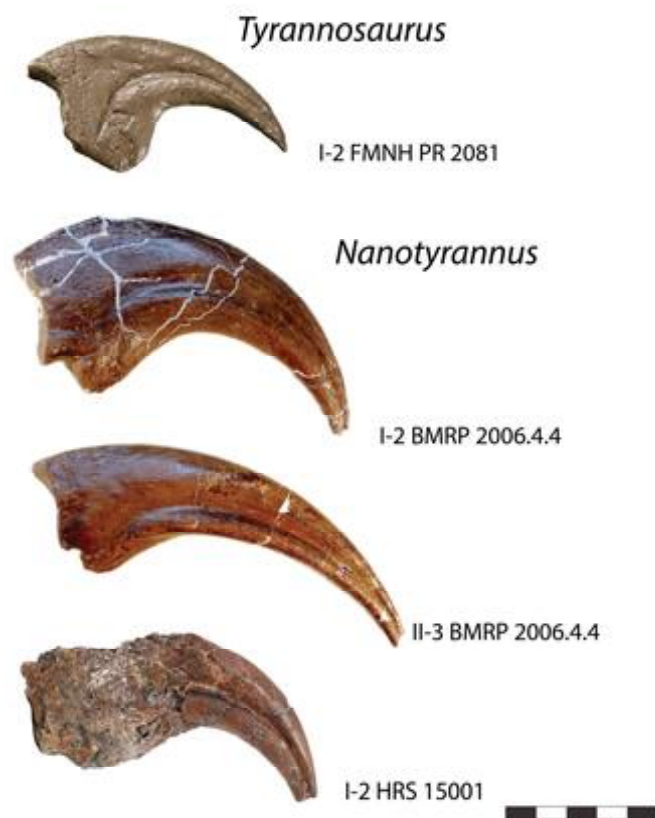 Tyrannosaurus
I-2 FMNH PR 2081
Nanotyrannus
I-2 BMRP 2006.4.4
II-3 BMRP 2006.4.4
I-2 HRS 15001